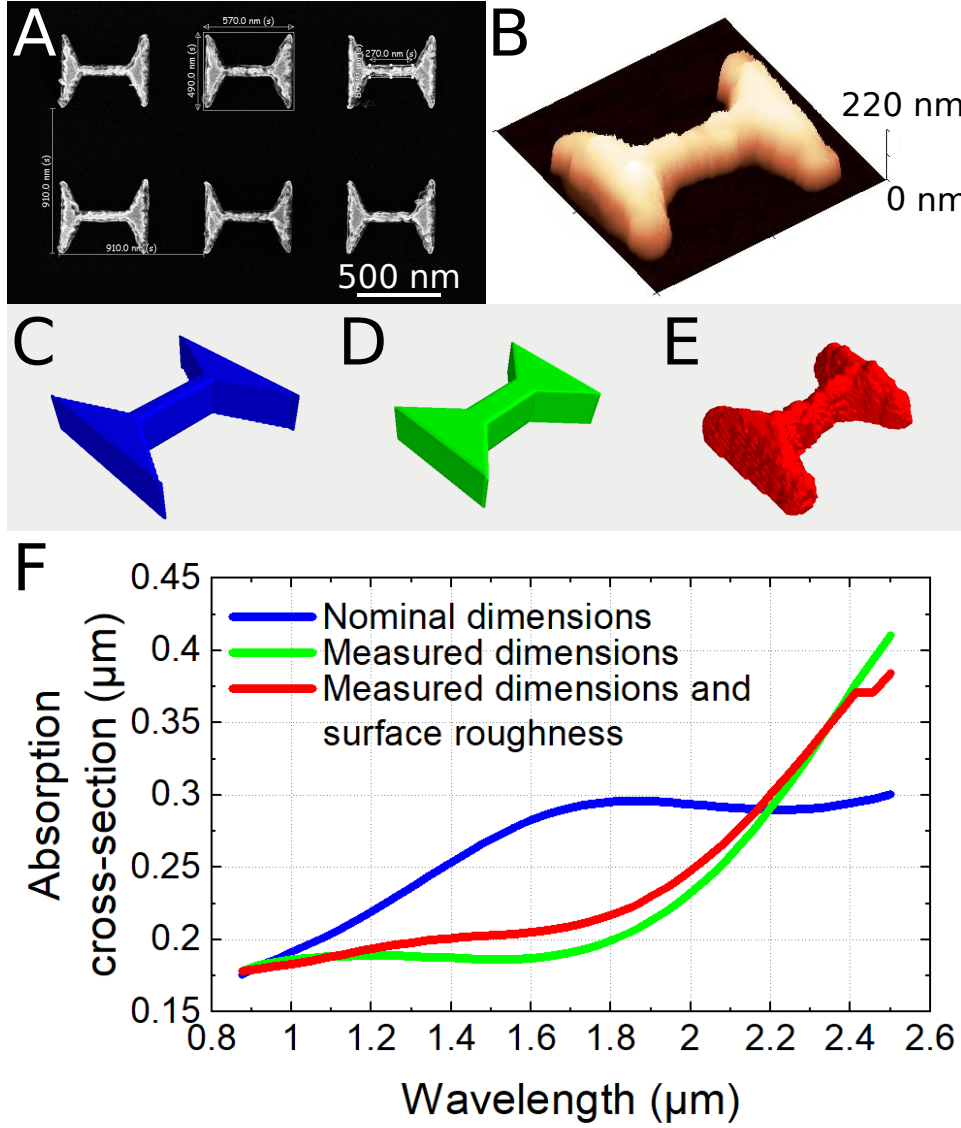 A
570.0 nm (s)
490.0 nm (s)
270.0 nm (s)
910.0 nm (s)
910.0 nm (s)
500 nm
B
220 nm
0 nm
C
D
E
F
Absorption
cross-section (μm)
0.45
0.4
0.35
0.3
0.25
0.2
0.15
Nominal dimensions
Measured dimensions
Measured dimensions and
surface roughness
0.8 1 1.2 1.4 1.6 1.8 2 2.2 2.4 2.6
Wavelength (μm)